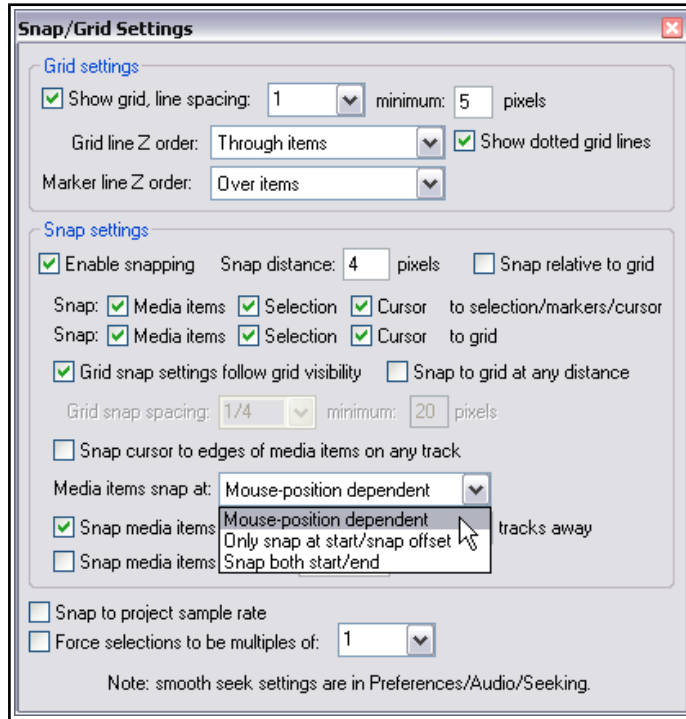 Snap/Grid Settings
Grid settings
Show grid, line spacing: 1 minimum: 5 pixels
Grid line Z order: Through items Show dotted grid lines
Marker line Z order: Over items
Snap settings
Enable snapping Snap distance: 4 pixels Snap relative to grid
Snap: Media items Selection Cursor to selection/markers/cursor
Snap: Media items Selection Cursor to grid
Grid snap settings follow grid visibility Snap to grid at any distance
Grid snap spacing: 1/4 minimum: 20 pixels
Snap cursor to edges of media items on any track
Media items snap at: Mouse-position dependent
Mouse-position dependent
Snap media items Only snap at start/snap offset tracks away
Snap media items Snap both start/end
Snap to project sample rate
Force selections to be multiples of: 1
Note: smooth seek settings are in Preferences/Audio/Seeking.